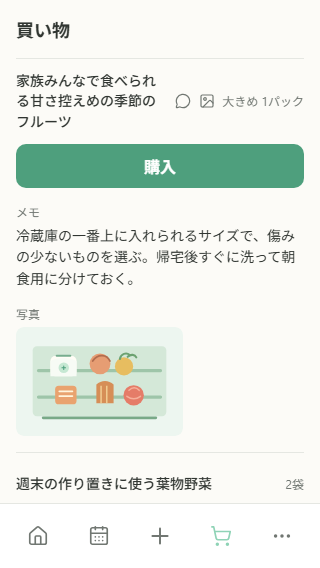 買い物
家族みんなで食べられ
る甘さ控えめの季節の
フルーツ
大きめ 1パック
購入
メモ
冷蔵庫の一番上に入れられるサイズで、傷み
の少ないものを選ぶ。帰宅後すぐに洗って朝
食用に分けておく。
写真
週末の作り置きに使う葉物野菜
2袋